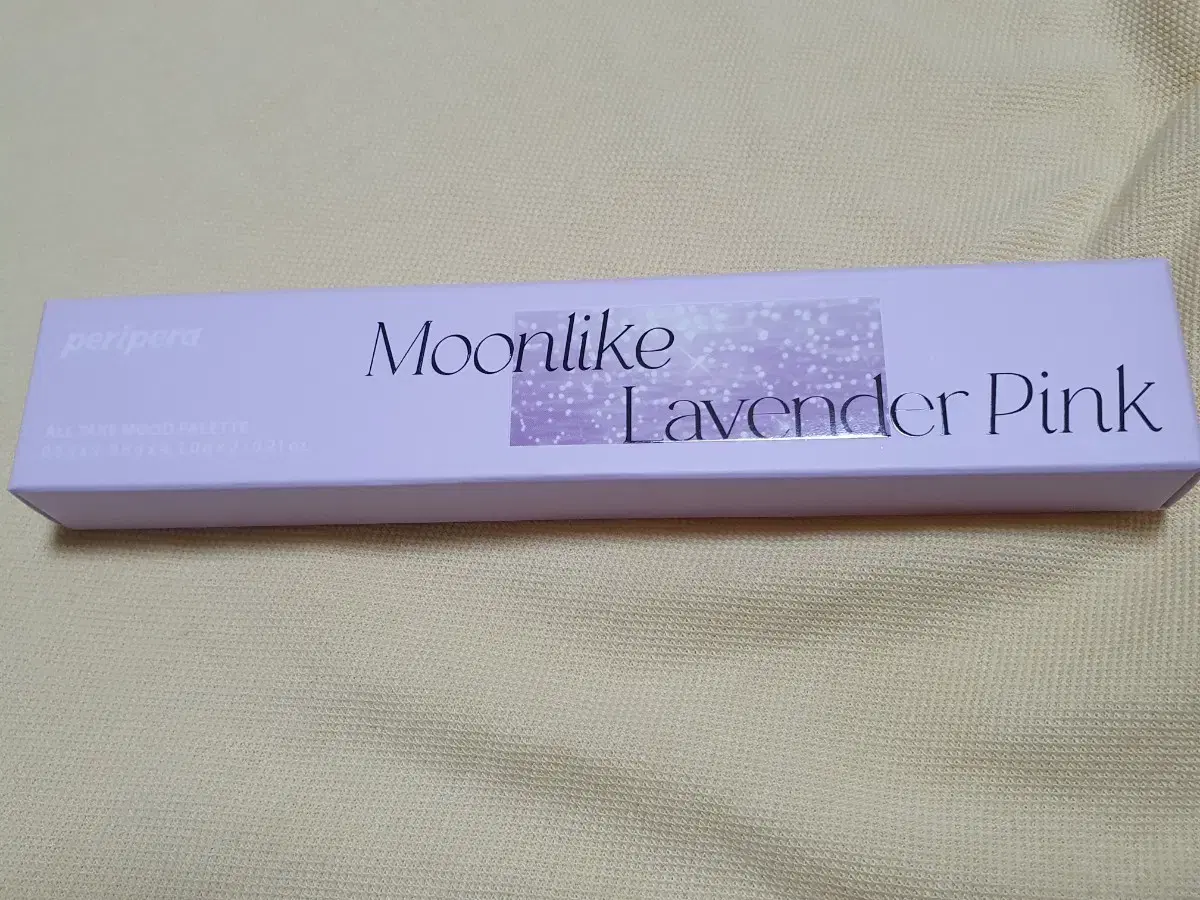 peripera
Moonlike
×
Lavender Pink
ALL TAKE MOOD PALETTE